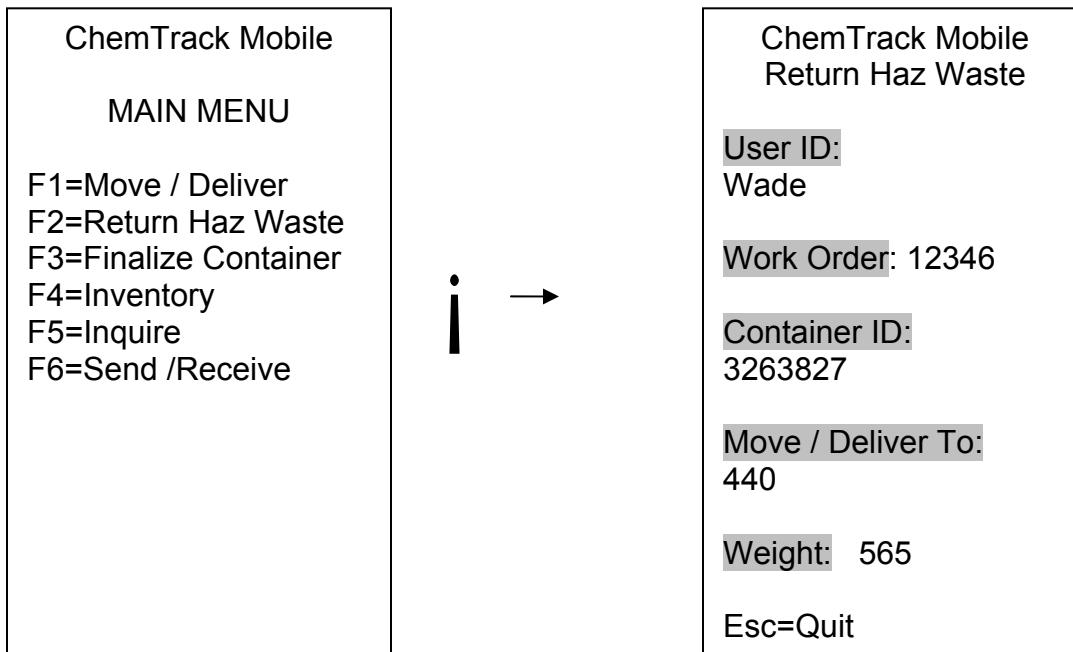 ChemTrack Mobile
MAIN MENU
F1=Move / Deliver
F2=Return Haz Waste
F3=Finalize Container
F4=Inventory
F5=Inquire
F6=Send /Receive
¡
ChemTrack Mobile
Return Haz Waste
User ID:
Wade
Work Order: 12346
Container ID:
3263827
Move / Deliver To:
440
Weight: 565
Esc=Quit